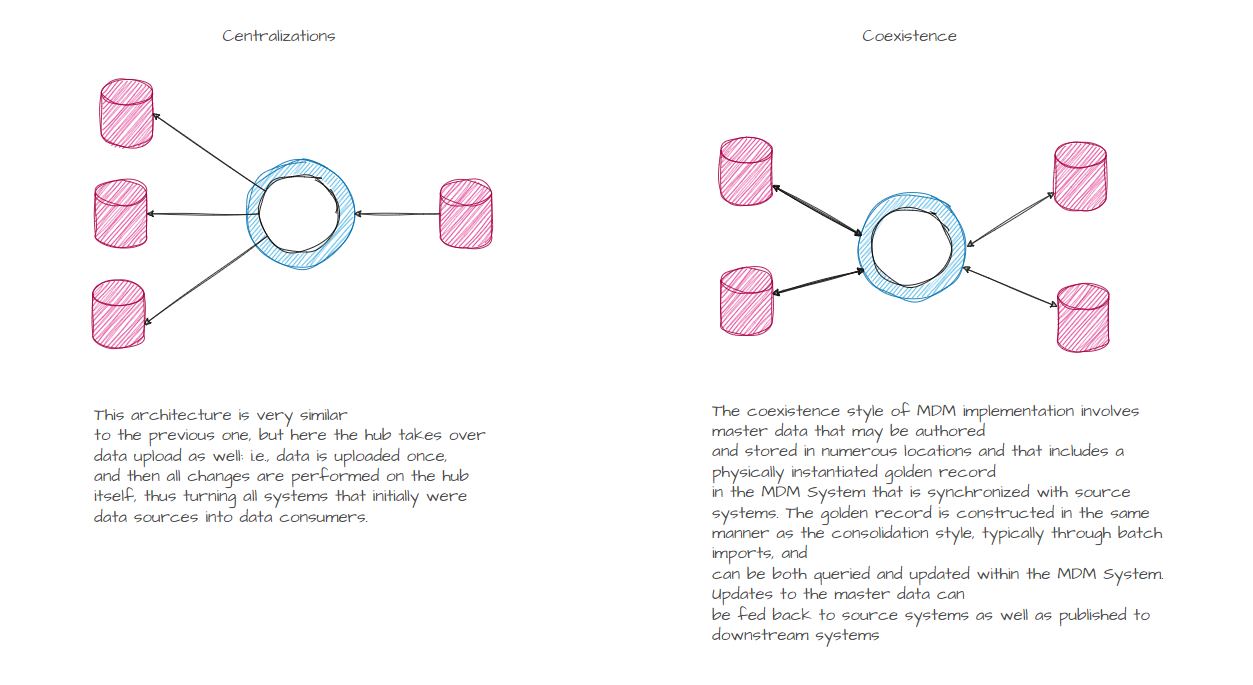 Centralizations
This architecture is very similar
to the previous one, but here the hub takes over
data upload as well: i.e., data is uploaded once,
and then all changes are performed on the hub
itself, thus turning all systems that initially were
data sources into data consumers.
Coexistence
The coexistence style of MDM implementation involves
master data that may be authored
and stored in numerous locations and that includes a
physically instantiated golden record
in the MDM System that is synchronized with source
systems. The golden record is constructed in the same
manner as the consolidation style, typically through batch
imports, and
can be both queried and updated within the MDM System.
Updates to the master data can
be fed back to source systems as well as published to
downstream systems